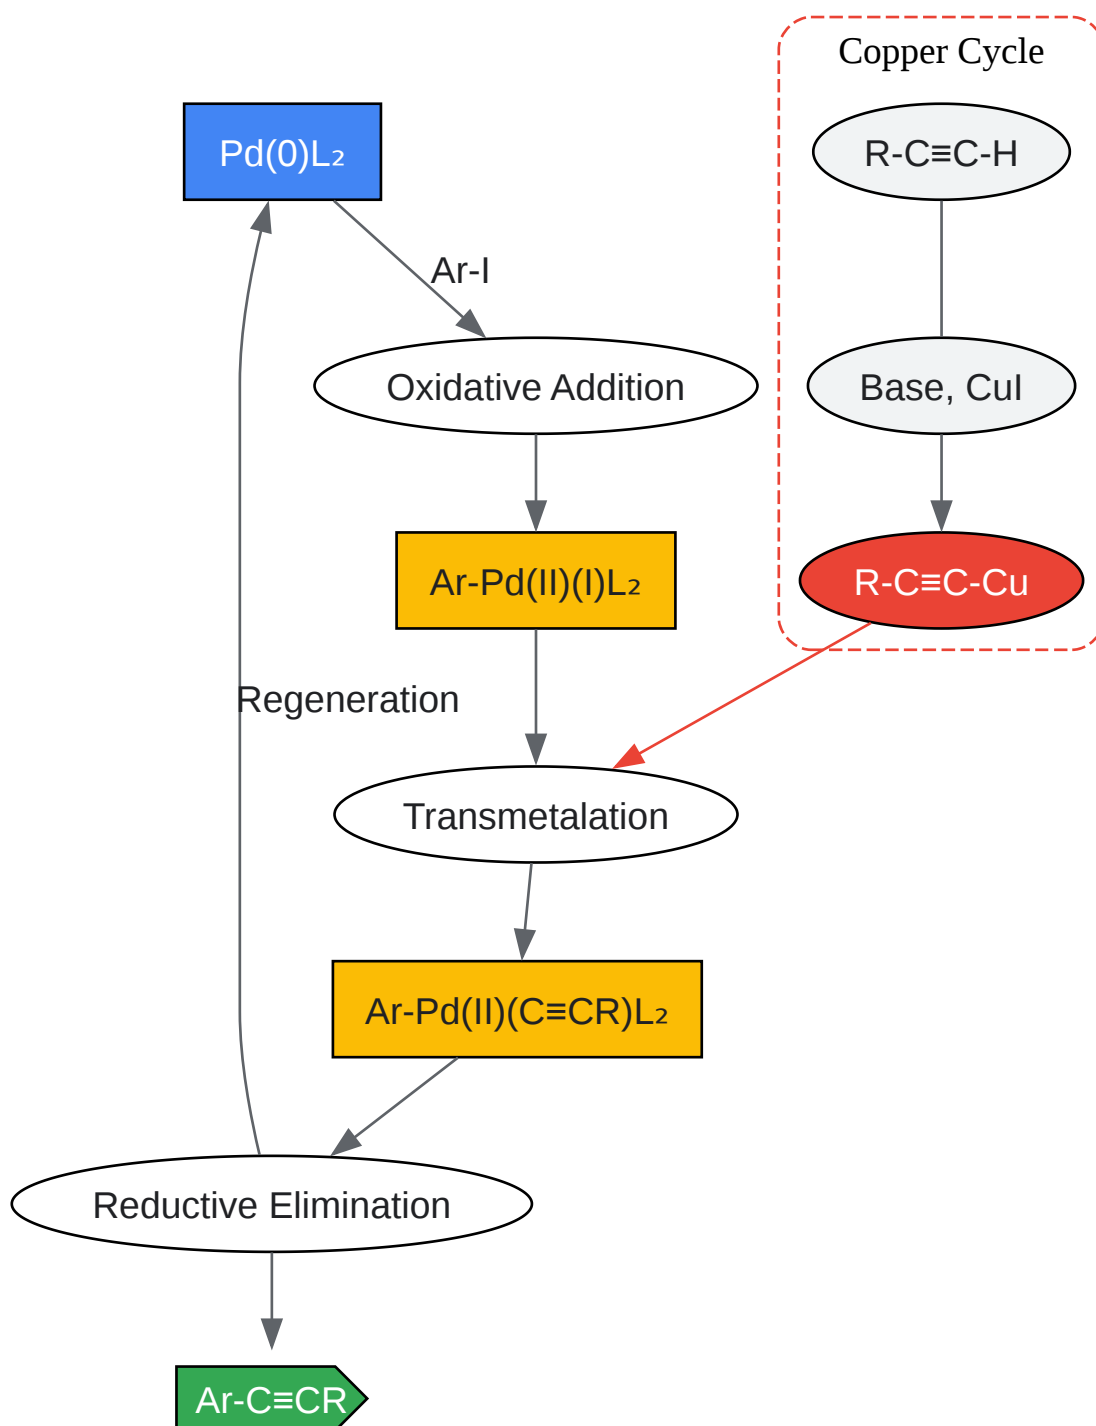 Copper Cycle
Pd(0)L₂
R-C≡C-H
Ar-I
Oxidative Addition
Base, CuI
Ar-Pd(II)(I)L₂
R-C≡C-Cu
Regeneration
Transmetalation
Ar-Pd(II)(C≡CR)L₂
Reductive Elimination
Ar-C≡CR